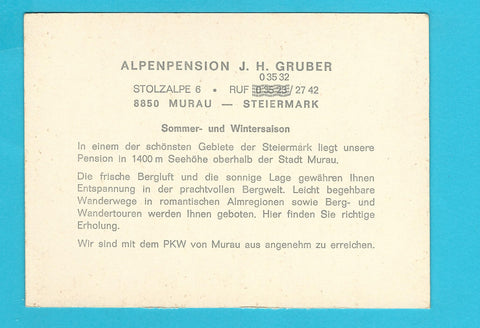 ALPENPENSION J. H. GRUBER
0 35 32
STOLZALPE 6 • RUF 0 35 23 / 27 42
8850 MURAU — STEIERMARK
Sommer- und Wintersaison
In einem der schönsten Gebiete der Steiermark liegt unsere
Pension in 1400 m Seehöhe oberhalb der Stadt Murau.
Die frische Bergluft und die sonnige Lage gewähren Ihnen
Entspannung in der prachtvollen Bergwelt. Leicht begehbare
Wanderwege in romantischen Almregionen sowie Berg- und
Wandertouren werden Ihnen geboten. Hier finden Sie richtige
Erholung.
Wir sind mit dem PKW von Murau aus angenehm zu erreichen.